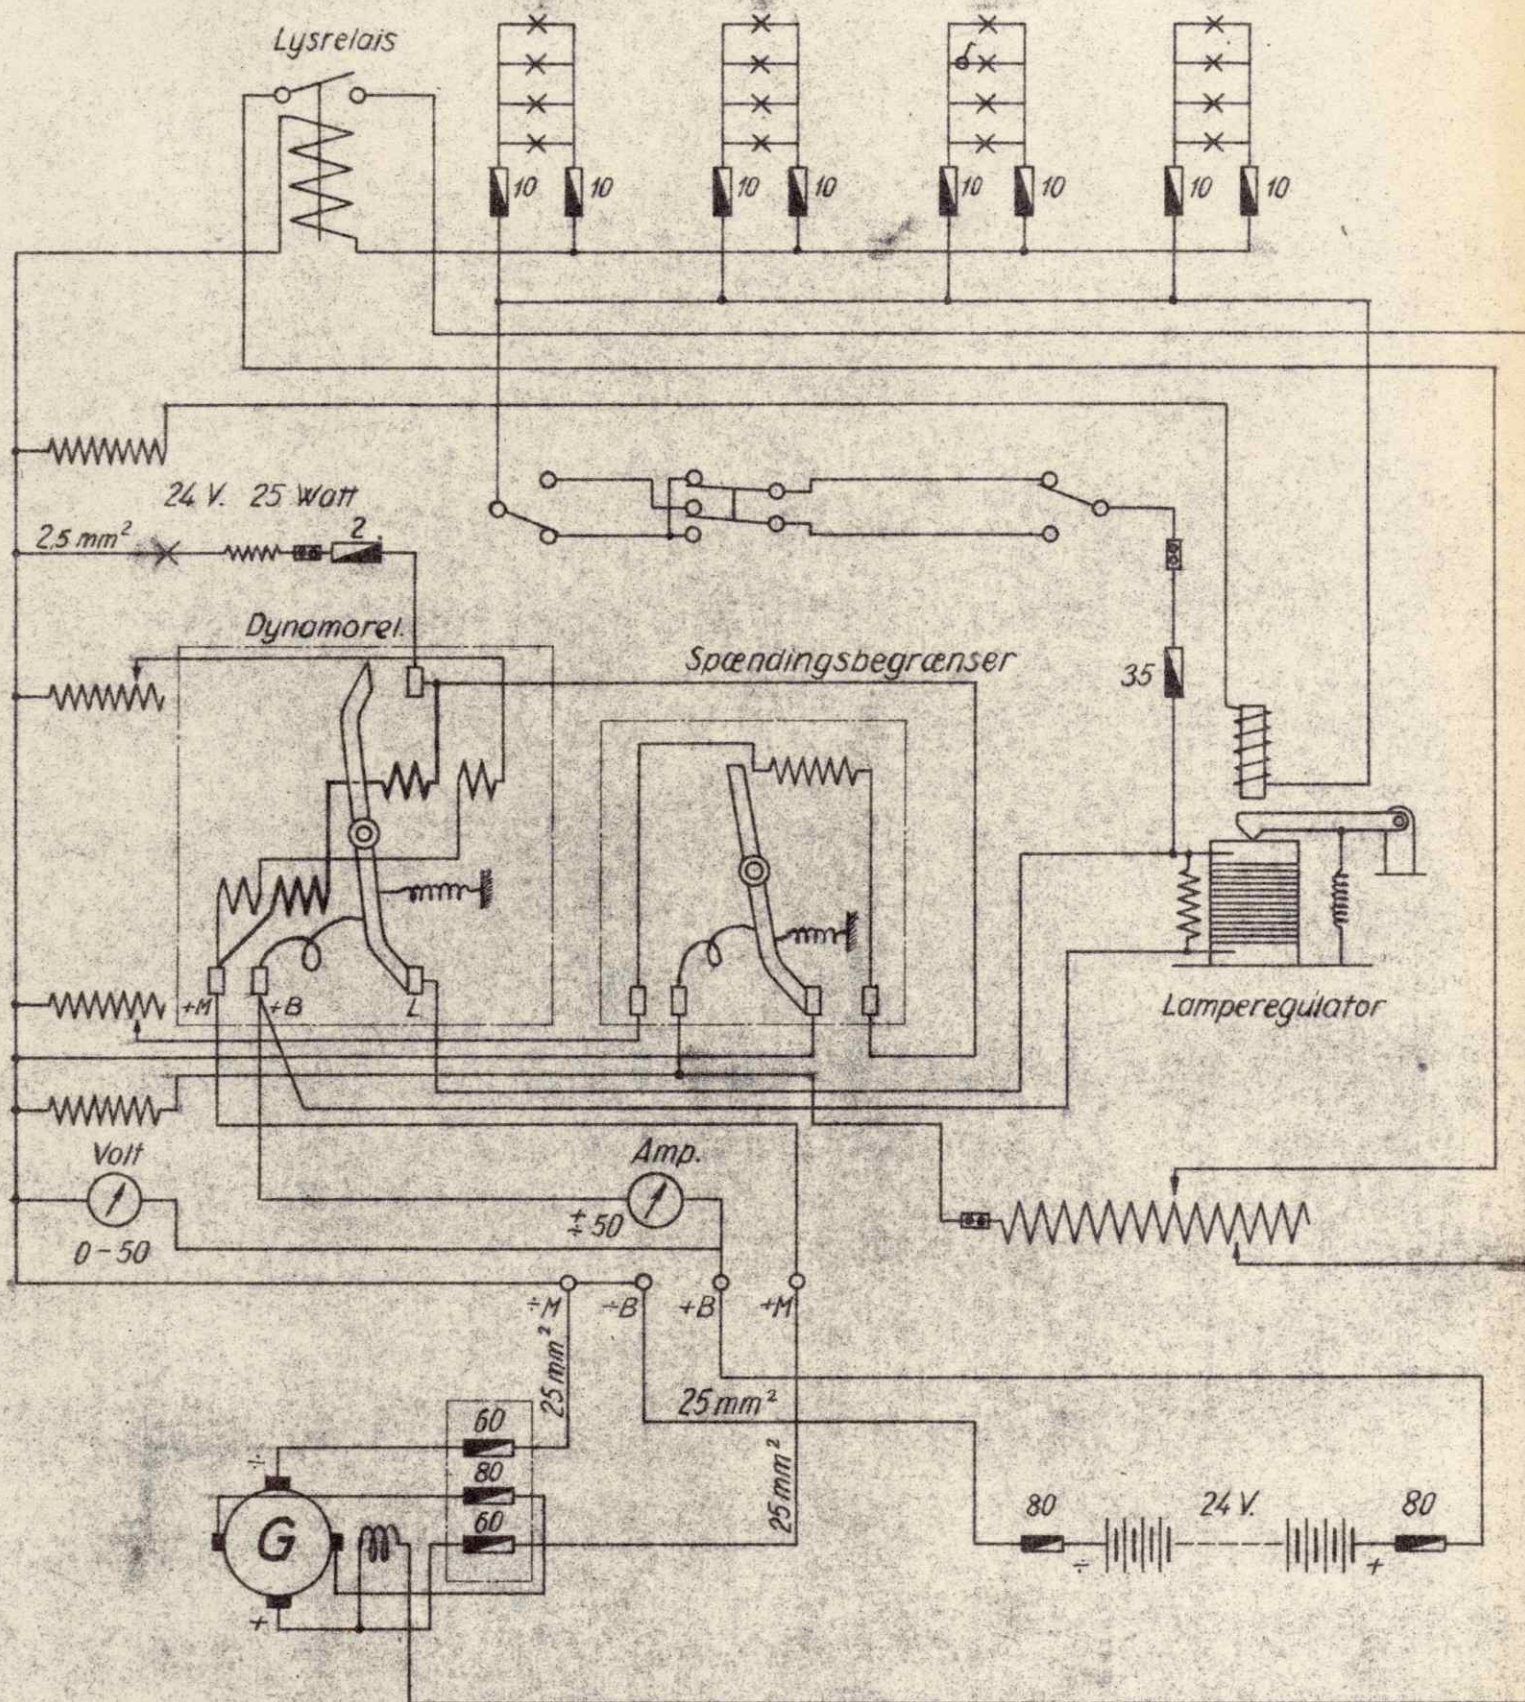 Lysrelais
10 10 10 10 10 10 10 10
24 V. 25 Watt
2,5 mm² 2
Dynamorel.
Spændingsbegrænser
35
+M +B L
Lamperegulator
Volt
Amp.
0-50
+÷50
÷M ÷B +B +M
25 mm²
25 mm²
25 mm²
60
80
60
÷
G
+
80 24 V. 80
÷ +